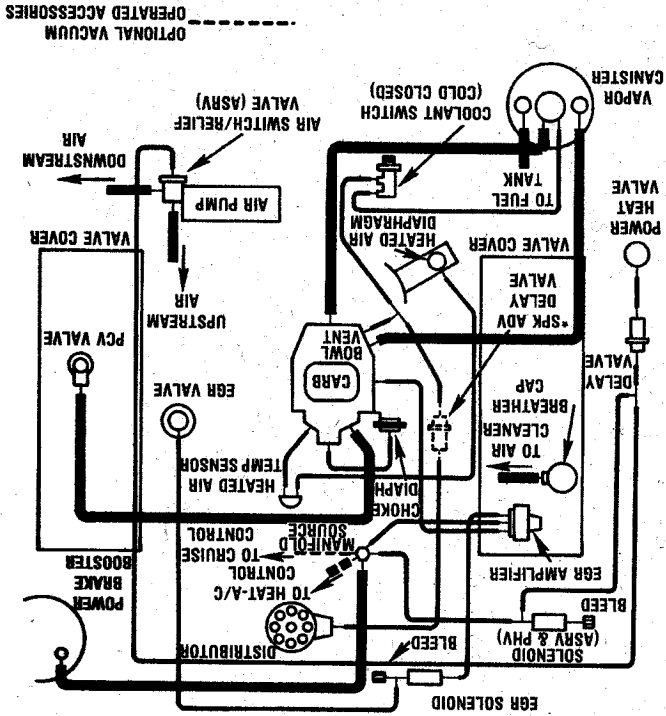 EGR SOLENOID
SOLENOID
(ASRV & PHV)
BLEED
BLEED
DISTRIBUTOR
POWER
BRAKE
BOOSTER
EGR AMPLIFIER
TO HEAT-A/C
CONTROL
TO CRUISE
CONTROL
MANIFOLD
SOURCE
CHOKE
DIAPH
HEATED AIR
TEMP SENSOR
TO AIR
CLEANER
BREATHER
CAP
EGR VALVE
CARB
BOWL
VENT
PCV VALVE
DELAY
VALVE
*SPK ADV
DELAY
VALVE
UPSTREAM
AIR
VALVE COVER
VALVE COVER
HEATED AIR
DIAPHRAGM
POWER
HEAT
VALVE
TO FUEL
TANK
AIR PUMP
DOWNSTREAM
AIR
AIR SWITCH/RELIEF
VALVE (ASRV)
COOLANT SWITCH
(COLD CLOSED)
VAPOR
CANISTER
OPTIONAL VACUUM
OPERATED ACCESSORIES